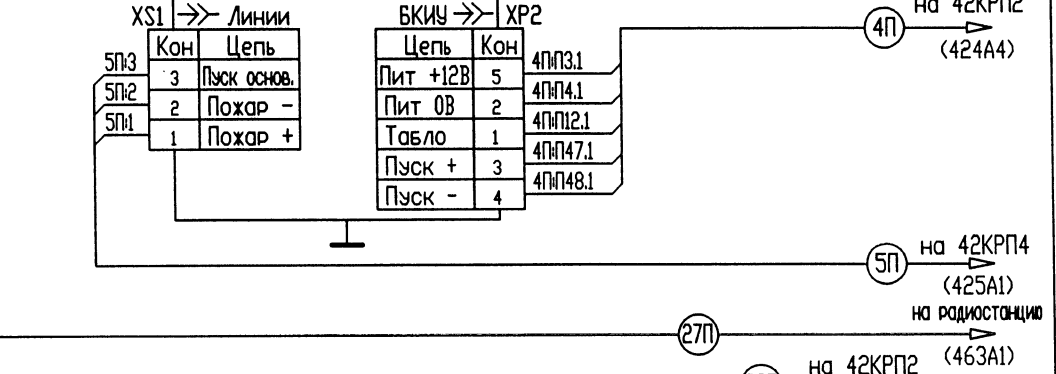 на 42КРП2
XS1 Линии
БКИУ XP2
4П
(424А4)
Кон Цепь
5П:3 3 Пуск основ.
5П:2 2 Пожар -
5П:1 1 Пожар +
Цепь Кон
Пит +12В 5 4П:П3.1
Пит 0В 2 4П:П4.1
Табло 1 4П:П12.1
Пуск + 3 4П:П47.1
Пуск - 4 4П:П48.1
5П
на 42КРП4
(425А1)
27П
на радиостанцию
(463А1)
на 42КРП2